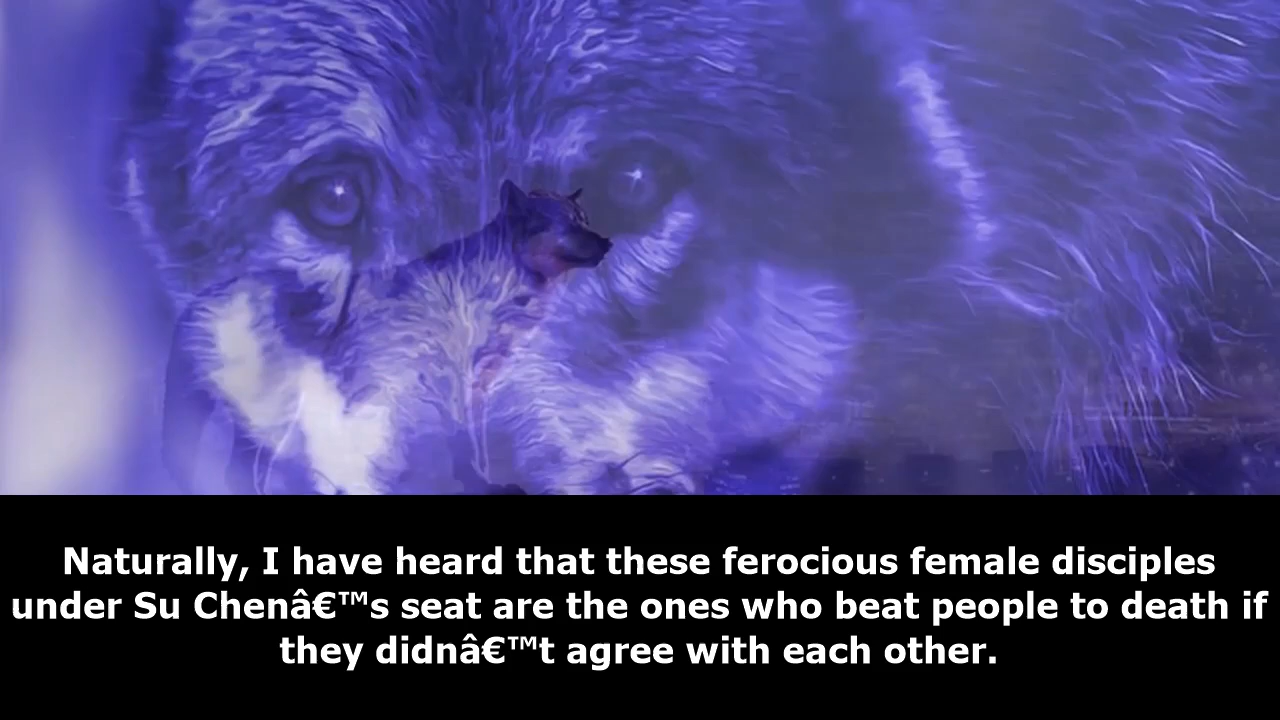 Naturally, I have heard that these ferocious female disciples
under Su Chenâ€™s seat are the ones who beat people to death if
they didnâ€™t agree with each other.